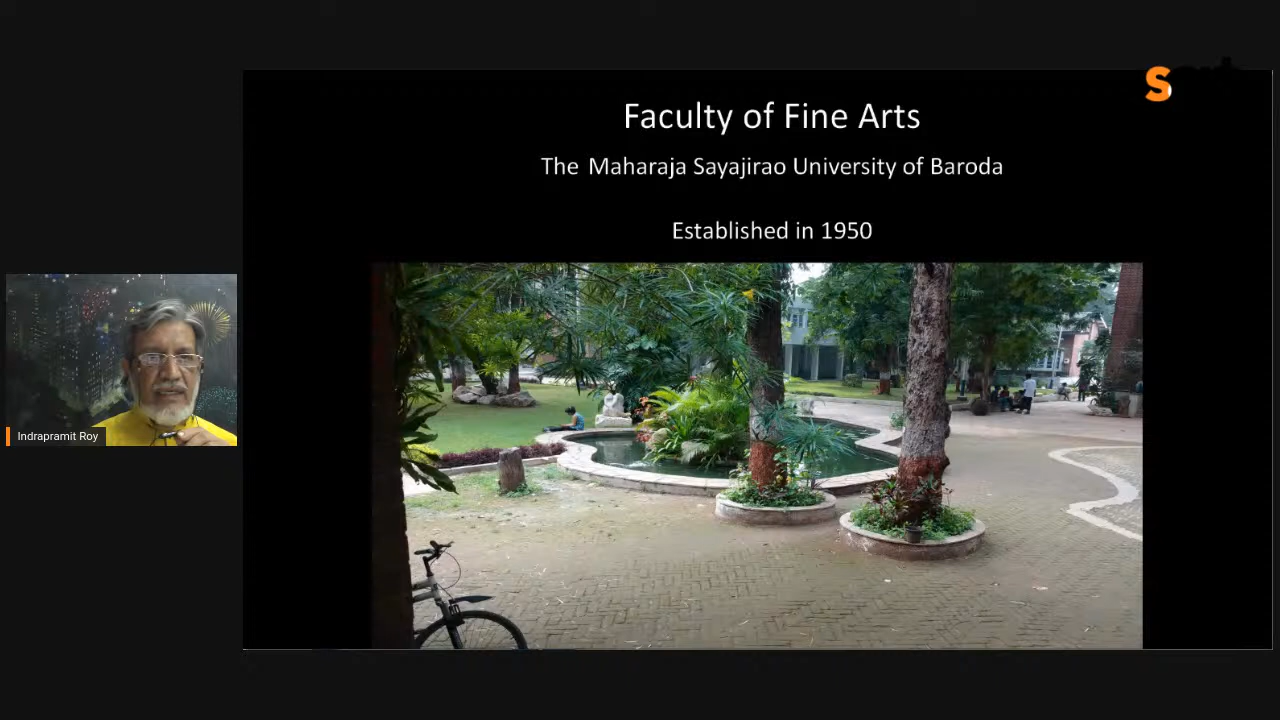 Faculty of Fine Arts
The Maharaja Sayajirao University of Baroda
Established in 1950
Indrapramit Roy